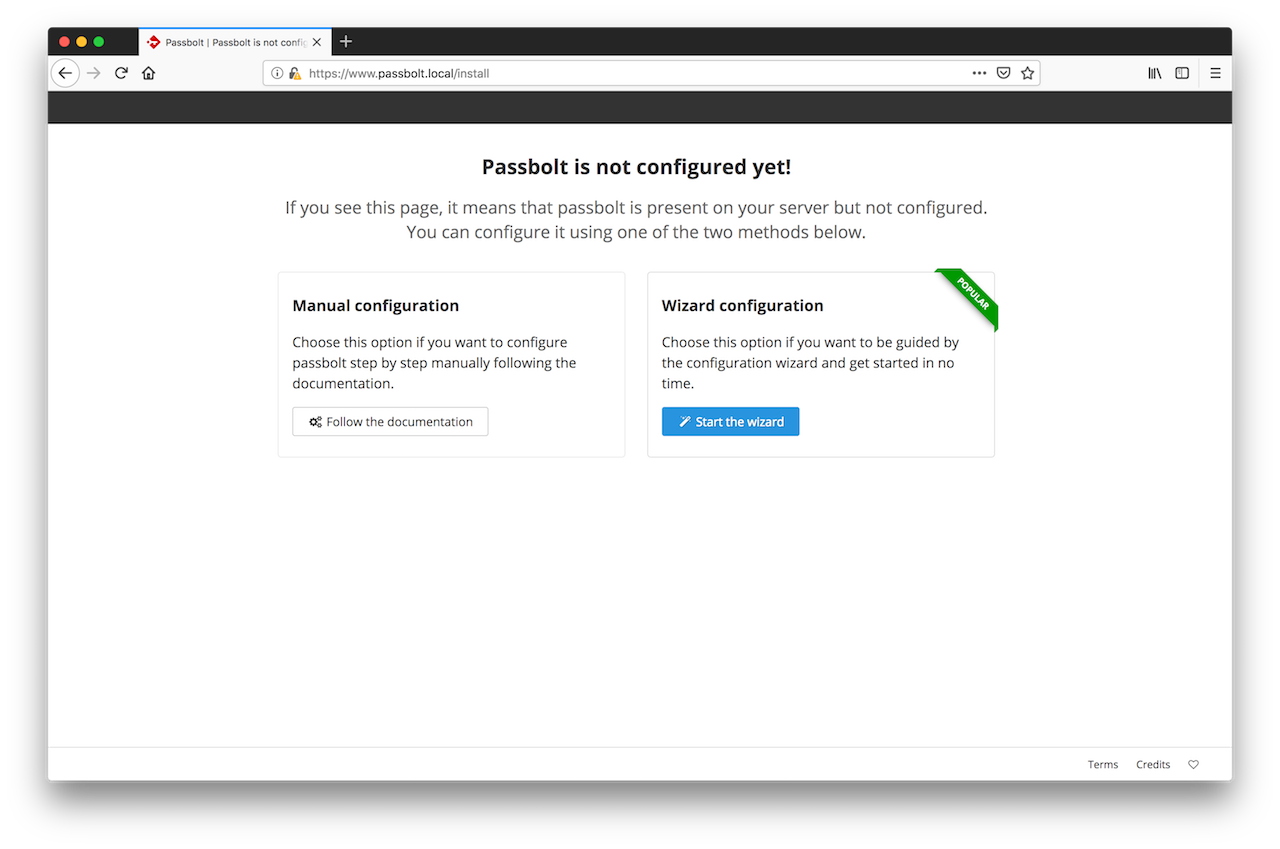 Passbolt | Passbolt is not config
https://www.passbolt.local/install
Passbolt is not configured yet!
If you see this page, it means that passbolt is present on your server but not configured.
You can configure it using one of the two methods below.
Manual configuration
Choose this option if you want to configure
passbolt step by step manually following the
documentation.
Follow the documentation
POPULAR
Wizard configuration
Choose this option if you want to be guided by
the configuration wizard and get started in no
time.
Start the wizard
Terms Credits